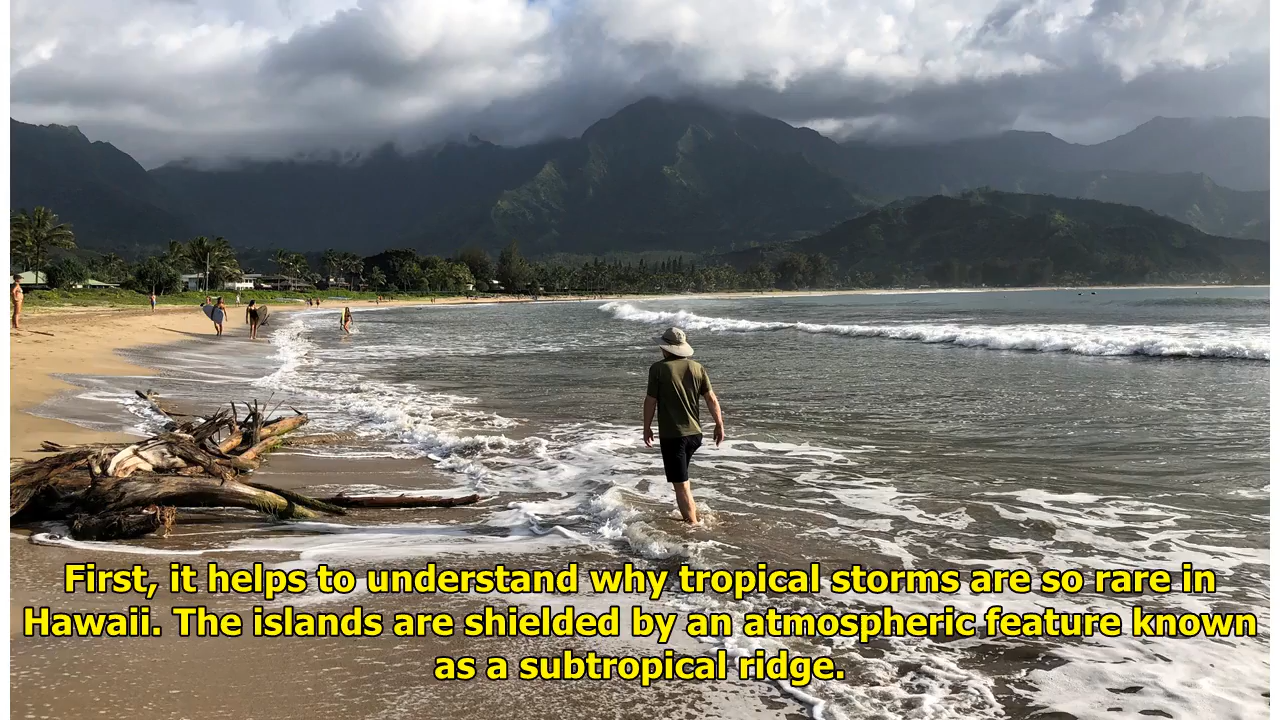 First, it helps to understand why tropical storms are so rare in
Hawaii. The islands are shielded by an atmospheric feature known
as a subtropical ridge.